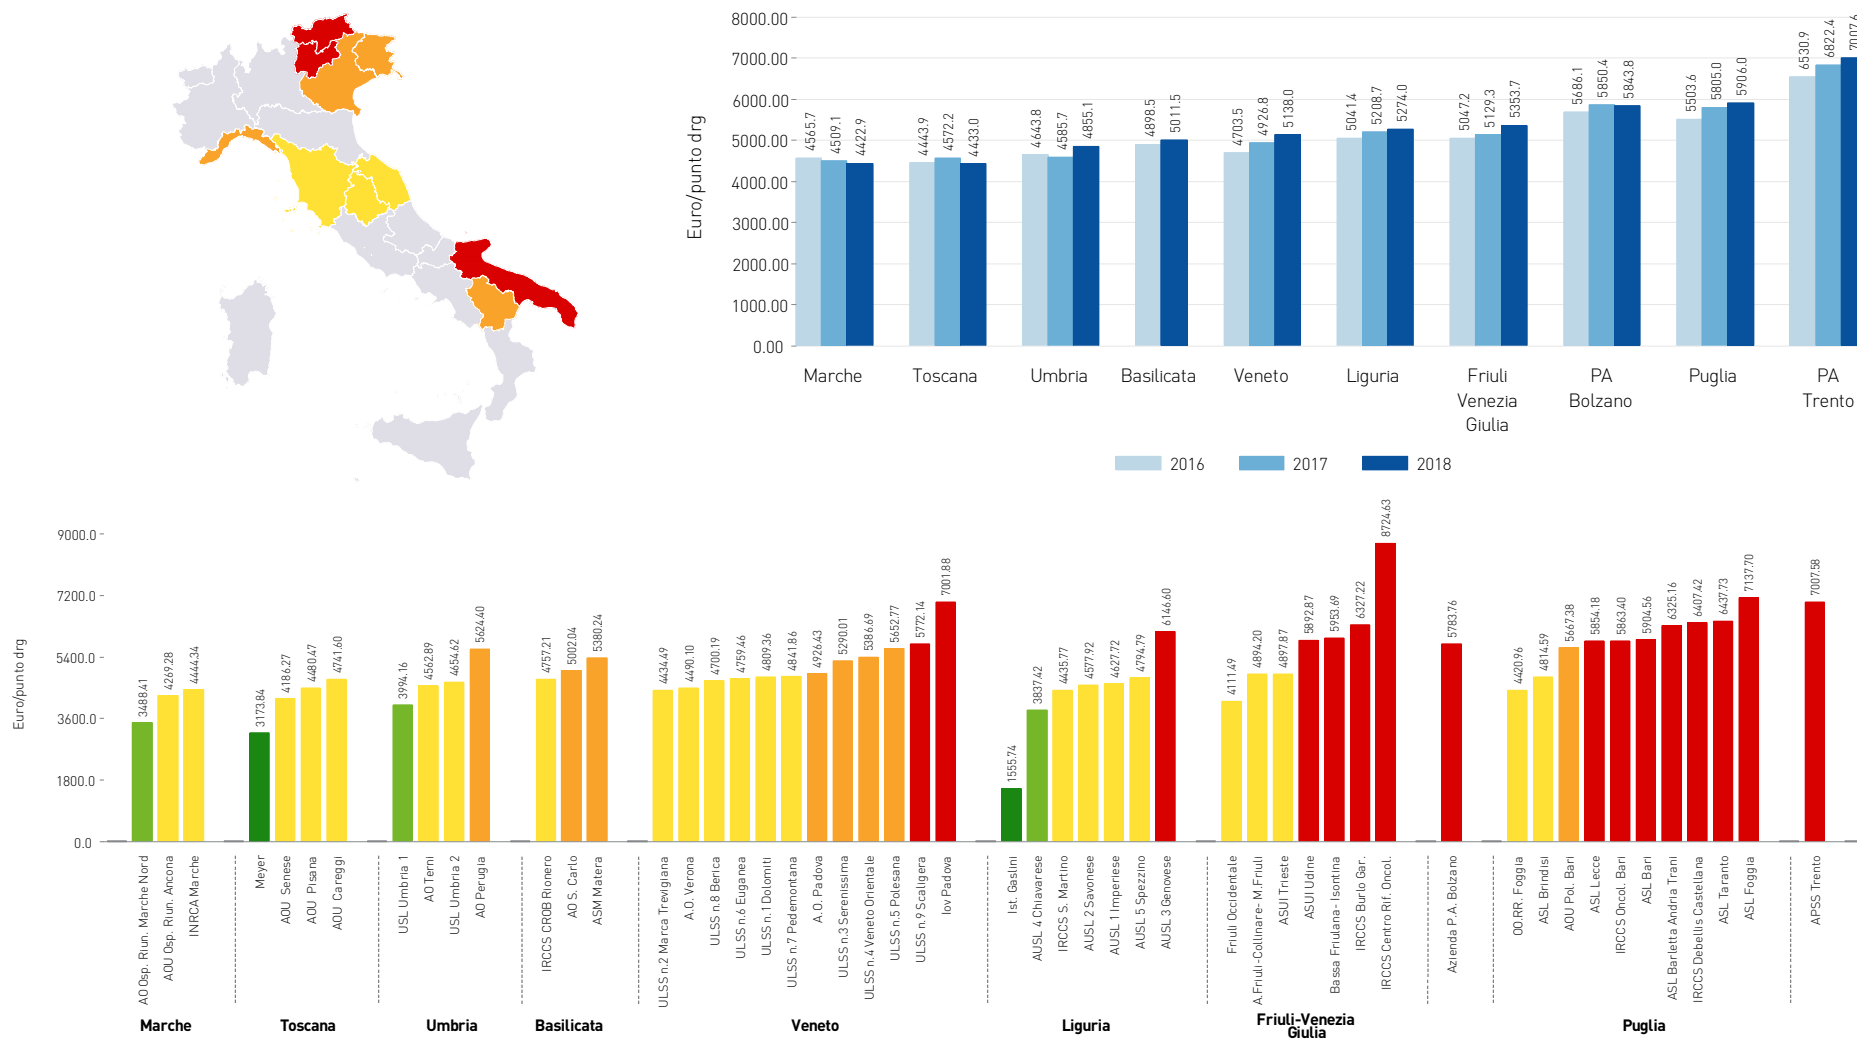 8000.00
7000.00
6000.00
5000.00
4000.00
3000.00
2000.00
1000.00
0.00
Euro/punto drg
4565.7
4509.1
4422.9
4443.9
4572.2
4433.0
4643.8
4585.7
4855.1
4898.5
5011.5
4703.5
4926.8
5138.0
5041.4
5208.7
5274.0
5047.2
5129.3
5353.7
5686.1
5850.4
5843.8
5503.6
5805.0
5906.0
6530.9
6822.4
7007.6
Marche
Toscana
Umbria
Basilicata
Veneto
Liguria
Friuli
Venezia
Giulia
PA
Bolzano
Puglia
PA
Trento
2016
2017
2018
9000.0
7200.0
5400.0
3600.0
1800.0
0.0
Euro/punto drg
3488.41
4269.28
4444.34
3173.84
4186.27
4480.47
4741.60
3994.16
4562.89
4654.62
5624.40
4757.21
5002.04
5380.24
4434.49
4490.10
4700.19
4759.46
4809.36
4841.86
4926.43
5290.01
5386.69
5652.77
5772.14
7001.88
1555.74
3837.42
4435.77
4577.92
4627.72
4794.79
6146.60
4111.49
4894.20
4897.87
5892.87
5953.69
6327.22
8724.63
5783.76
4420.96
4814.59
5667.38
5854.18
5863.40
5904.56
6325.16
6407.42
6437.73
7137.70
7007.58
AO Osp. Riun. Marche Nord
AOU Osp. Riun. Ancona
INRCA Marche
Meyer
AOU Senese
AOU Pisana
AOU Careggi
USL Umbria 1
AO Terni
USL Umbria 2
AO Perugia
IRCCS CROB Rionero
AO S. Carlo
ASM Matera
ULSS n.2 Marca Trevigiana
A.O. Verona
ULSS n.8 Berica
ULSS n.6 Euganea
ULSS n.1 Dolomiti
ULSS n.7 Pedemontana
A.O. Padova
ULSS n.3 Serenissima
ULSS n.4 Veneto Orientale
ULSS n.5 Polesana
ULSS n.9 Scaligera
Iov Padova
Ist. Gaslini
AUSL 4 Chiavarese
IRCCS S. Martino
AUSL 2 Savonese
AUSL 1 Imperiese
AUSL 5 Spezzino
AUSL 3 Genovese
Friuli Occidentale
A.Friuli-Collinare- M.Friuli
ASUI Trieste
ASUI Udine
Bassa Friulana- Isontina
IRCCS Burlo Gar.
IRCCS Centro Rif. Oncol.
Azienda P.A. Bolzano
OO.RR. Foggia
ASL Brindisi
AOU Pol. Bari
ASL Lecce
IRCCS Oncol. Bari
ASL Bari
ASL Barletta Andria Trani
IRCCS Debellis Castellana
ASL Taranto
ASL Foggia
APSS Trento
Marche
Toscana
Umbria
Basilicata
Veneto
Liguria
Friuli-Venezia
Giulia
Puglia